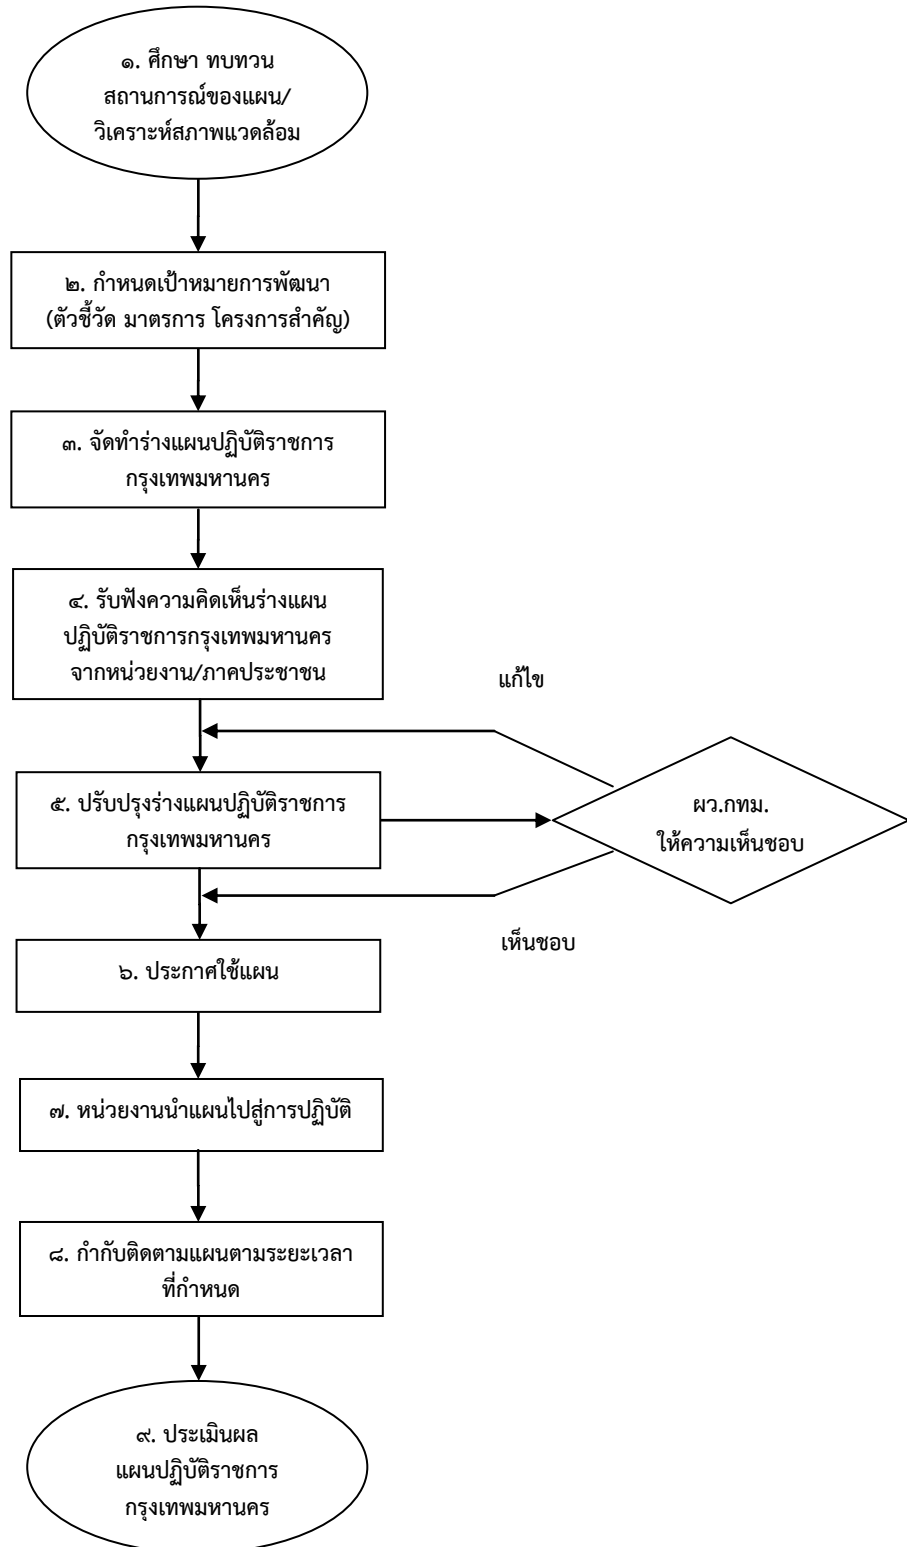 ๑. ศึกษา ทบทวน
สถานการณ์ของแผน/
วิเคราะห์สภาพแวดล้อม
๒. กำหนดเป้าหมายการพัฒนา
(ตัวชี้วัด มาตรการ โครงการสำคัญ)
๓. จัดทำร่างแผนปฏิบัติราชการ
กรุงเทพมหานคร
๔. รับฟังความคิดเห็นร่างแผน
ปฏิบัติราชการกรุงเทพมหานคร
จากหน่วยงาน/ภาคประชาชน
แก้ไข
๕. ปรับปรุงร่างแผนปฏิบัติราชการ
กรุงเทพมหานคร
ผว.กทม.
ให้ความเห็นชอบ
เห็นชอบ
๖. ประกาศใช้แผน
๗. หน่วยงานนำแผนไปสู่การปฏิบัติ
๘. กำกับติดตามแผนตามระยะเวลา
ที่กำหนด
๙. ประเมินผล
แผนปฏิบัติราชการ
กรุงเทพมหานคร